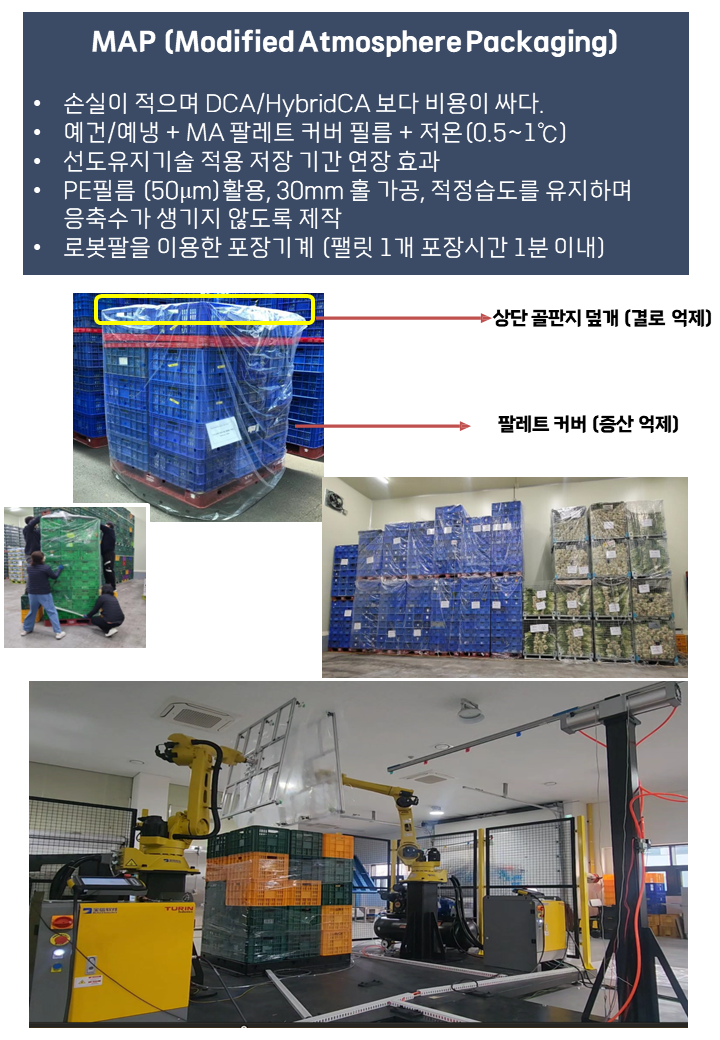 MAP (Modified Atmosphere Packaging)
• 손실이 적으며 DCA/HybridCA 보다 비용이 싸다.
• 예건/예냉 + MA 팔레트 커버 필름 + 저온(0.5~1℃)
• 선도유지기술 적용 저장 기간 연장 효과
• PE필름 (50μm)활용, 30mm 홀 가공, 적정습도를 유지하며
응축수가 생기지 않도록 제작
• 로봇팔을 이용한 포장기계 (팰릿 1개 포장시간 1분 이내)
상단 골판지 덮개 (결로 억제)
팔레트 커버 (증산 억제)
TURIN